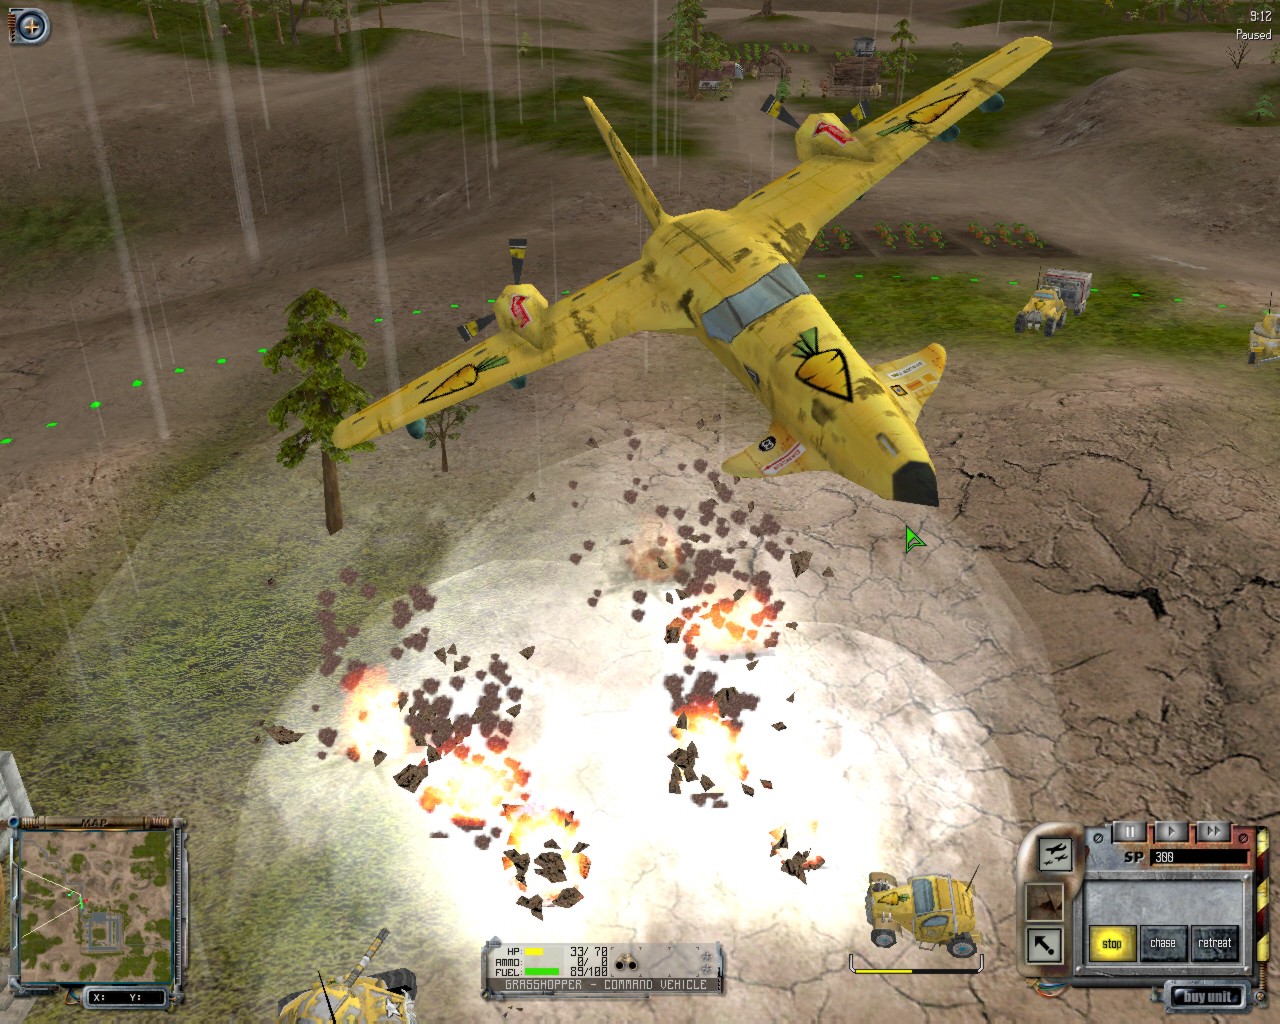 9:12
Paused
MAP
X: Y:
HP: 33/ 70
AMMO: 0/ 0
FUEL: 89/100
GRASSHOPPER - COMMAND VEHICLE
SP 300
stop chase retreat
buy unit